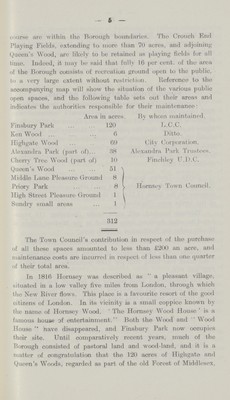 — 5 —
course are within the Borough boundaries. The Crouch End
Playing Fields, extending to more than 70 acres, and adjoining
Queen's Wood, are likely to be retained as playing fields for all
time. Indeed, it may be said that fully 16 per cent. of the area
of the Borough consists of recreation ground open to the public,
to a very large extent without restriction. Reference to the
accompanying map will show the situation of the various public
open spaces, and the following table sets out their areas and
indicates the authorities responsible for their maintenance:
Area in acres. By whom maintained.
Finsbury Park 120 L.C.C.
Ken Wood 6 Ditto.
Highgate Wood 69 City Corporation.
Alexandra Park (part of) 38 Alexandra Park Trustees.
Cherry Tree Wood (part of) 10 Finchley U.D.C.
Queen's Wood 51
Middle Lane Pleasure Ground 8
Priory Park 8 Hornsey Town Council.
High Street Pleasure Ground 1
Sundry small areas 1
312
The Town Council's contribution in respect of the purchase
of all these spaces amounted to less than £200 an acre, and
maintenance costs are incurred in respect of less than one quarter
of their total area.
In 1816 Hornsey was described as "a pleasant village,
situated in a low valley five miles from London, through which
the New River flows. This place is a favourite resort of the good
citizens of London. In its vicinity is a small coppice known by
the name of Hornsey Wood. The Hornsey Wood House is a
famous house of entertainment." Both the Wood and "Wood
House" have disappeared, and Finsbury Park now occupies
their site. Until comparatively recent years, much of the
Borough consisted of pastoral land and wood-land, and it is a
matter of congratulation that the 120 acres of Highgate and
Queen's Woods, regarded as part of the old Forest of Middlesex,